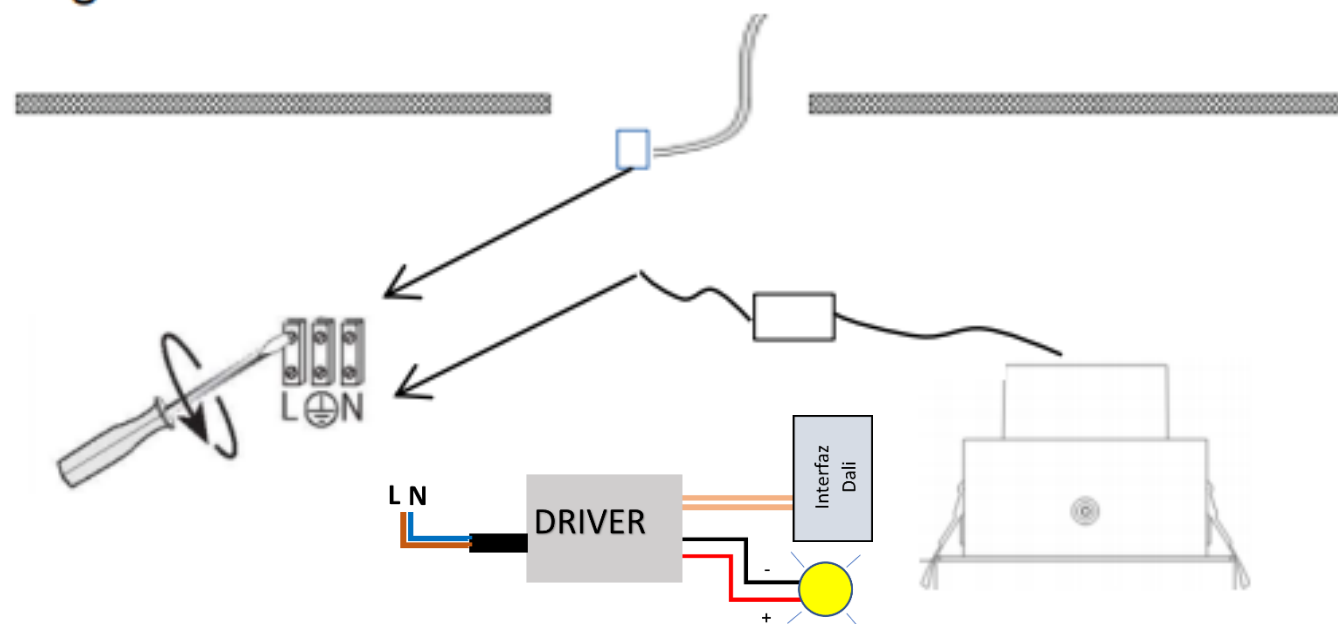 L N
L N
DRIVER
Interfaz
Dali
-
+